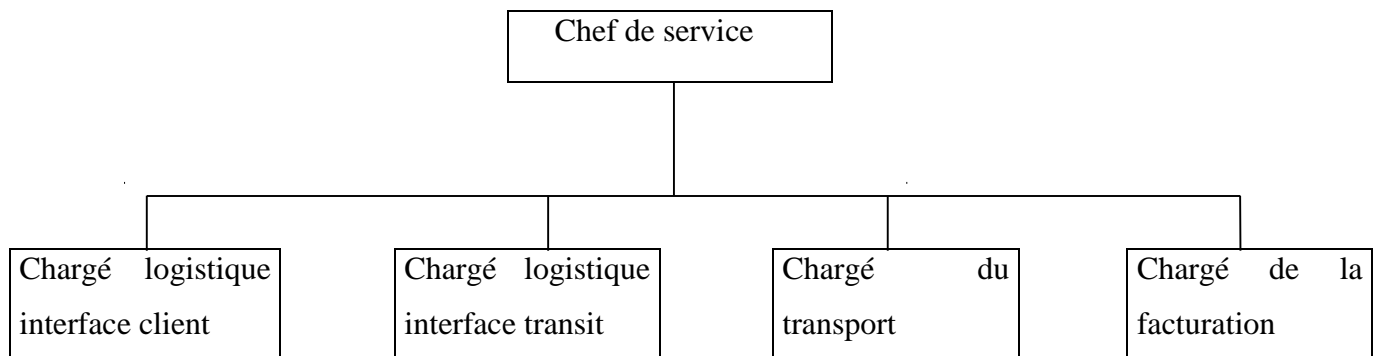 Chef de service
Chargé logistique
interface client
Chargé logistique
interface transit
Chargé du
transport
Chargé de la
facturation